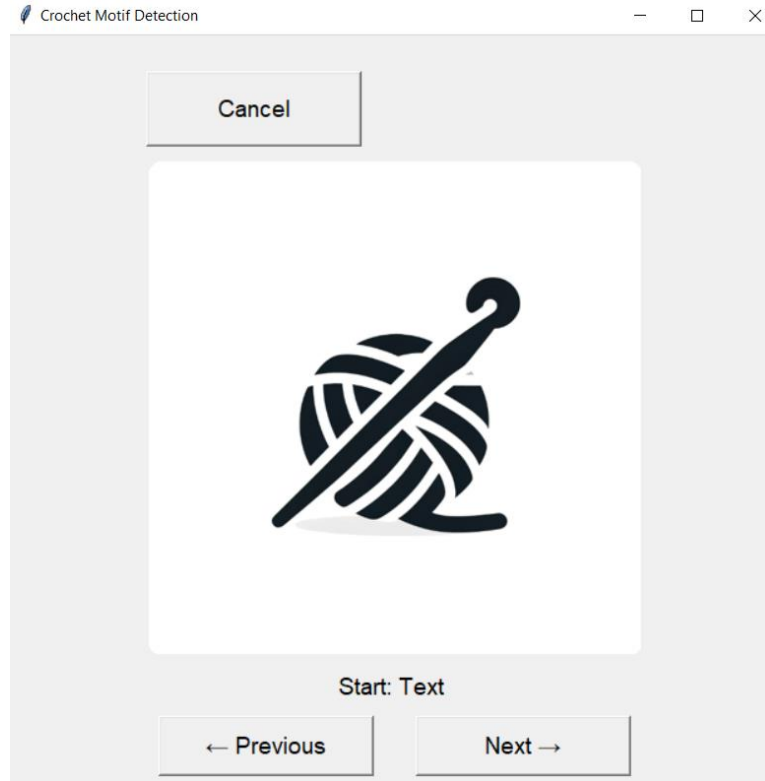 Crochet Motif Detection
Cancel
Start: Text
← Previous
Next →